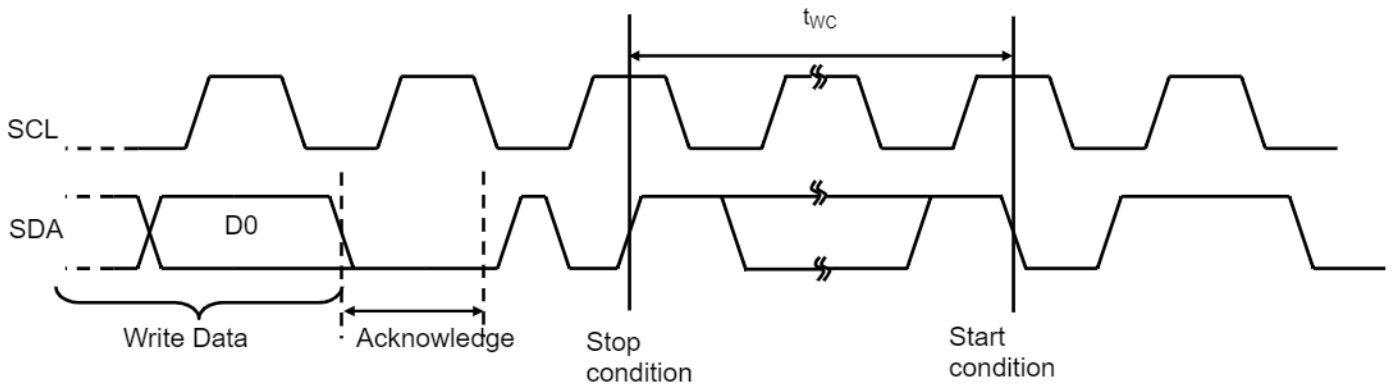 tWC
SCL
SDA
D0
Write Data
Acknowledge
Stop
condition
Start
condition